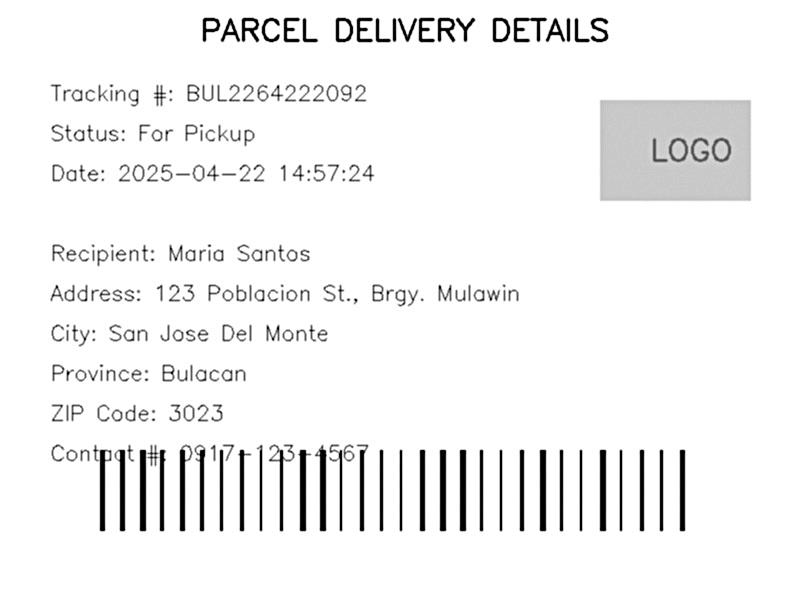 PARCEL DELIVERY DETAILS
Tracking #: BUL2264222092
Status: For Pickup
Date: 2025-04-22 14:57:24
LOGO
Recipient: Maria Santos
Address: 123 Poblacion St., Brgy. Mulawin
City: San Jose Del Monte
Province: Bulacan
ZIP Code: 3023
Contact #: 0917-123-4567